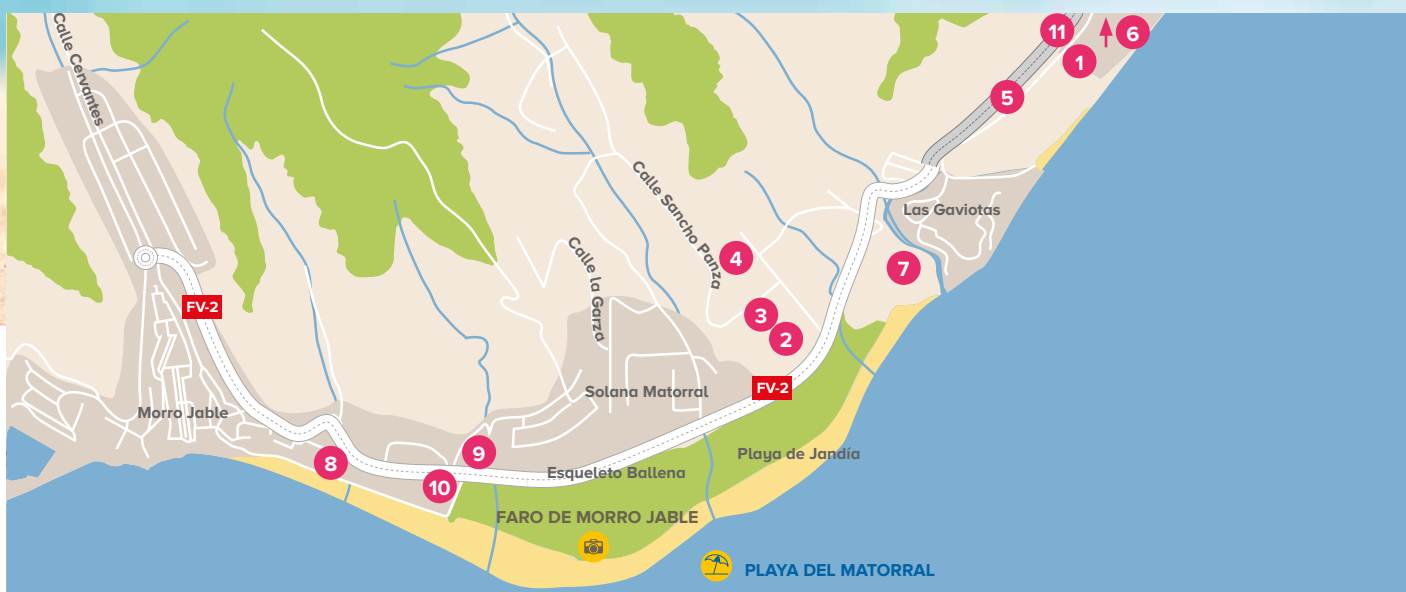 Calle Cervantes
11
6
1
5
Calle Sancho Panza
Las Gaviotas
Calle la Garza
4
7
FV-2
3
2
FV-2
Solana Matorral
Morro Jable
9
Playa de Jandía
8
Esqueleto Ballena
10
FARO DE MORRO JABLE
PLAYA DEL MATORRAL